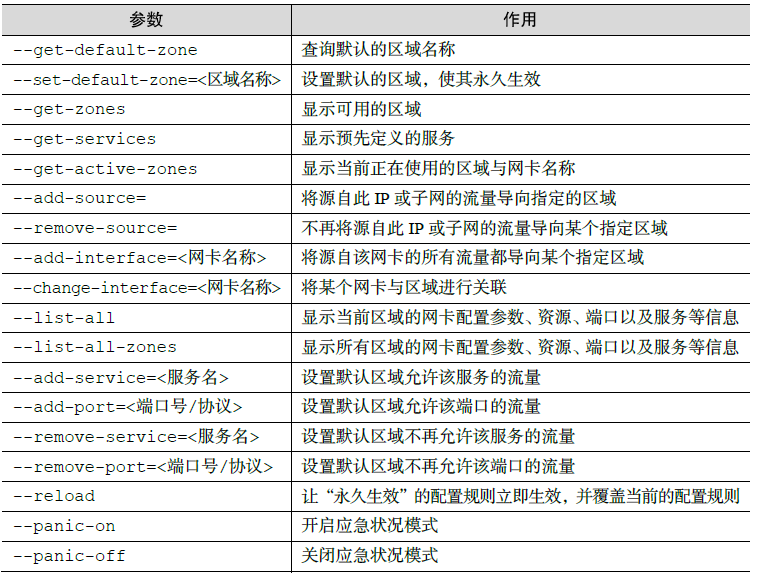 参数 作用
--get-default-zone 查询默认的区域名称
--set-default-zone=<区域名称> 设置默认的区域，使其永久生效
--get-zones 显示可用的区域
--get-services 显示预先定义的服务
--get-active-zones 显示当前正在使用的区域与网卡名称
--add-source= 将源自此 IP 或子网的流量导向指定的区域
--remove-source= 不再将源自此 IP 或子网的流量导向某个指定区域
--add-interface=<网卡名称> 将源自该网卡的所有流量都导向某个指定区域
--change-interface=<网卡名称> 将某个网卡与区域进行关联
--list-all 显示当前区域的网卡配置参数、资源、端口以及服务等信息
--list-all-zones 显示所有区域的网卡配置参数、资源、端口以及服务等信息
--add-service=<服务名> 设置默认区域允许该服务的流量
--add-port=<端口号/协议> 设置默认区域允许该端口的流量
--remove-service=<服务名> 设置默认区域不再允许该服务的流量
--remove-port=<端口号/协议> 设置默认区域不再允许该端口的流量
--reload 让“永久生效”的配置规则立即生效，并覆盖当前的配置规则
--panic-on 开启应急状况模式
--panic-off 关闭应急状况模式